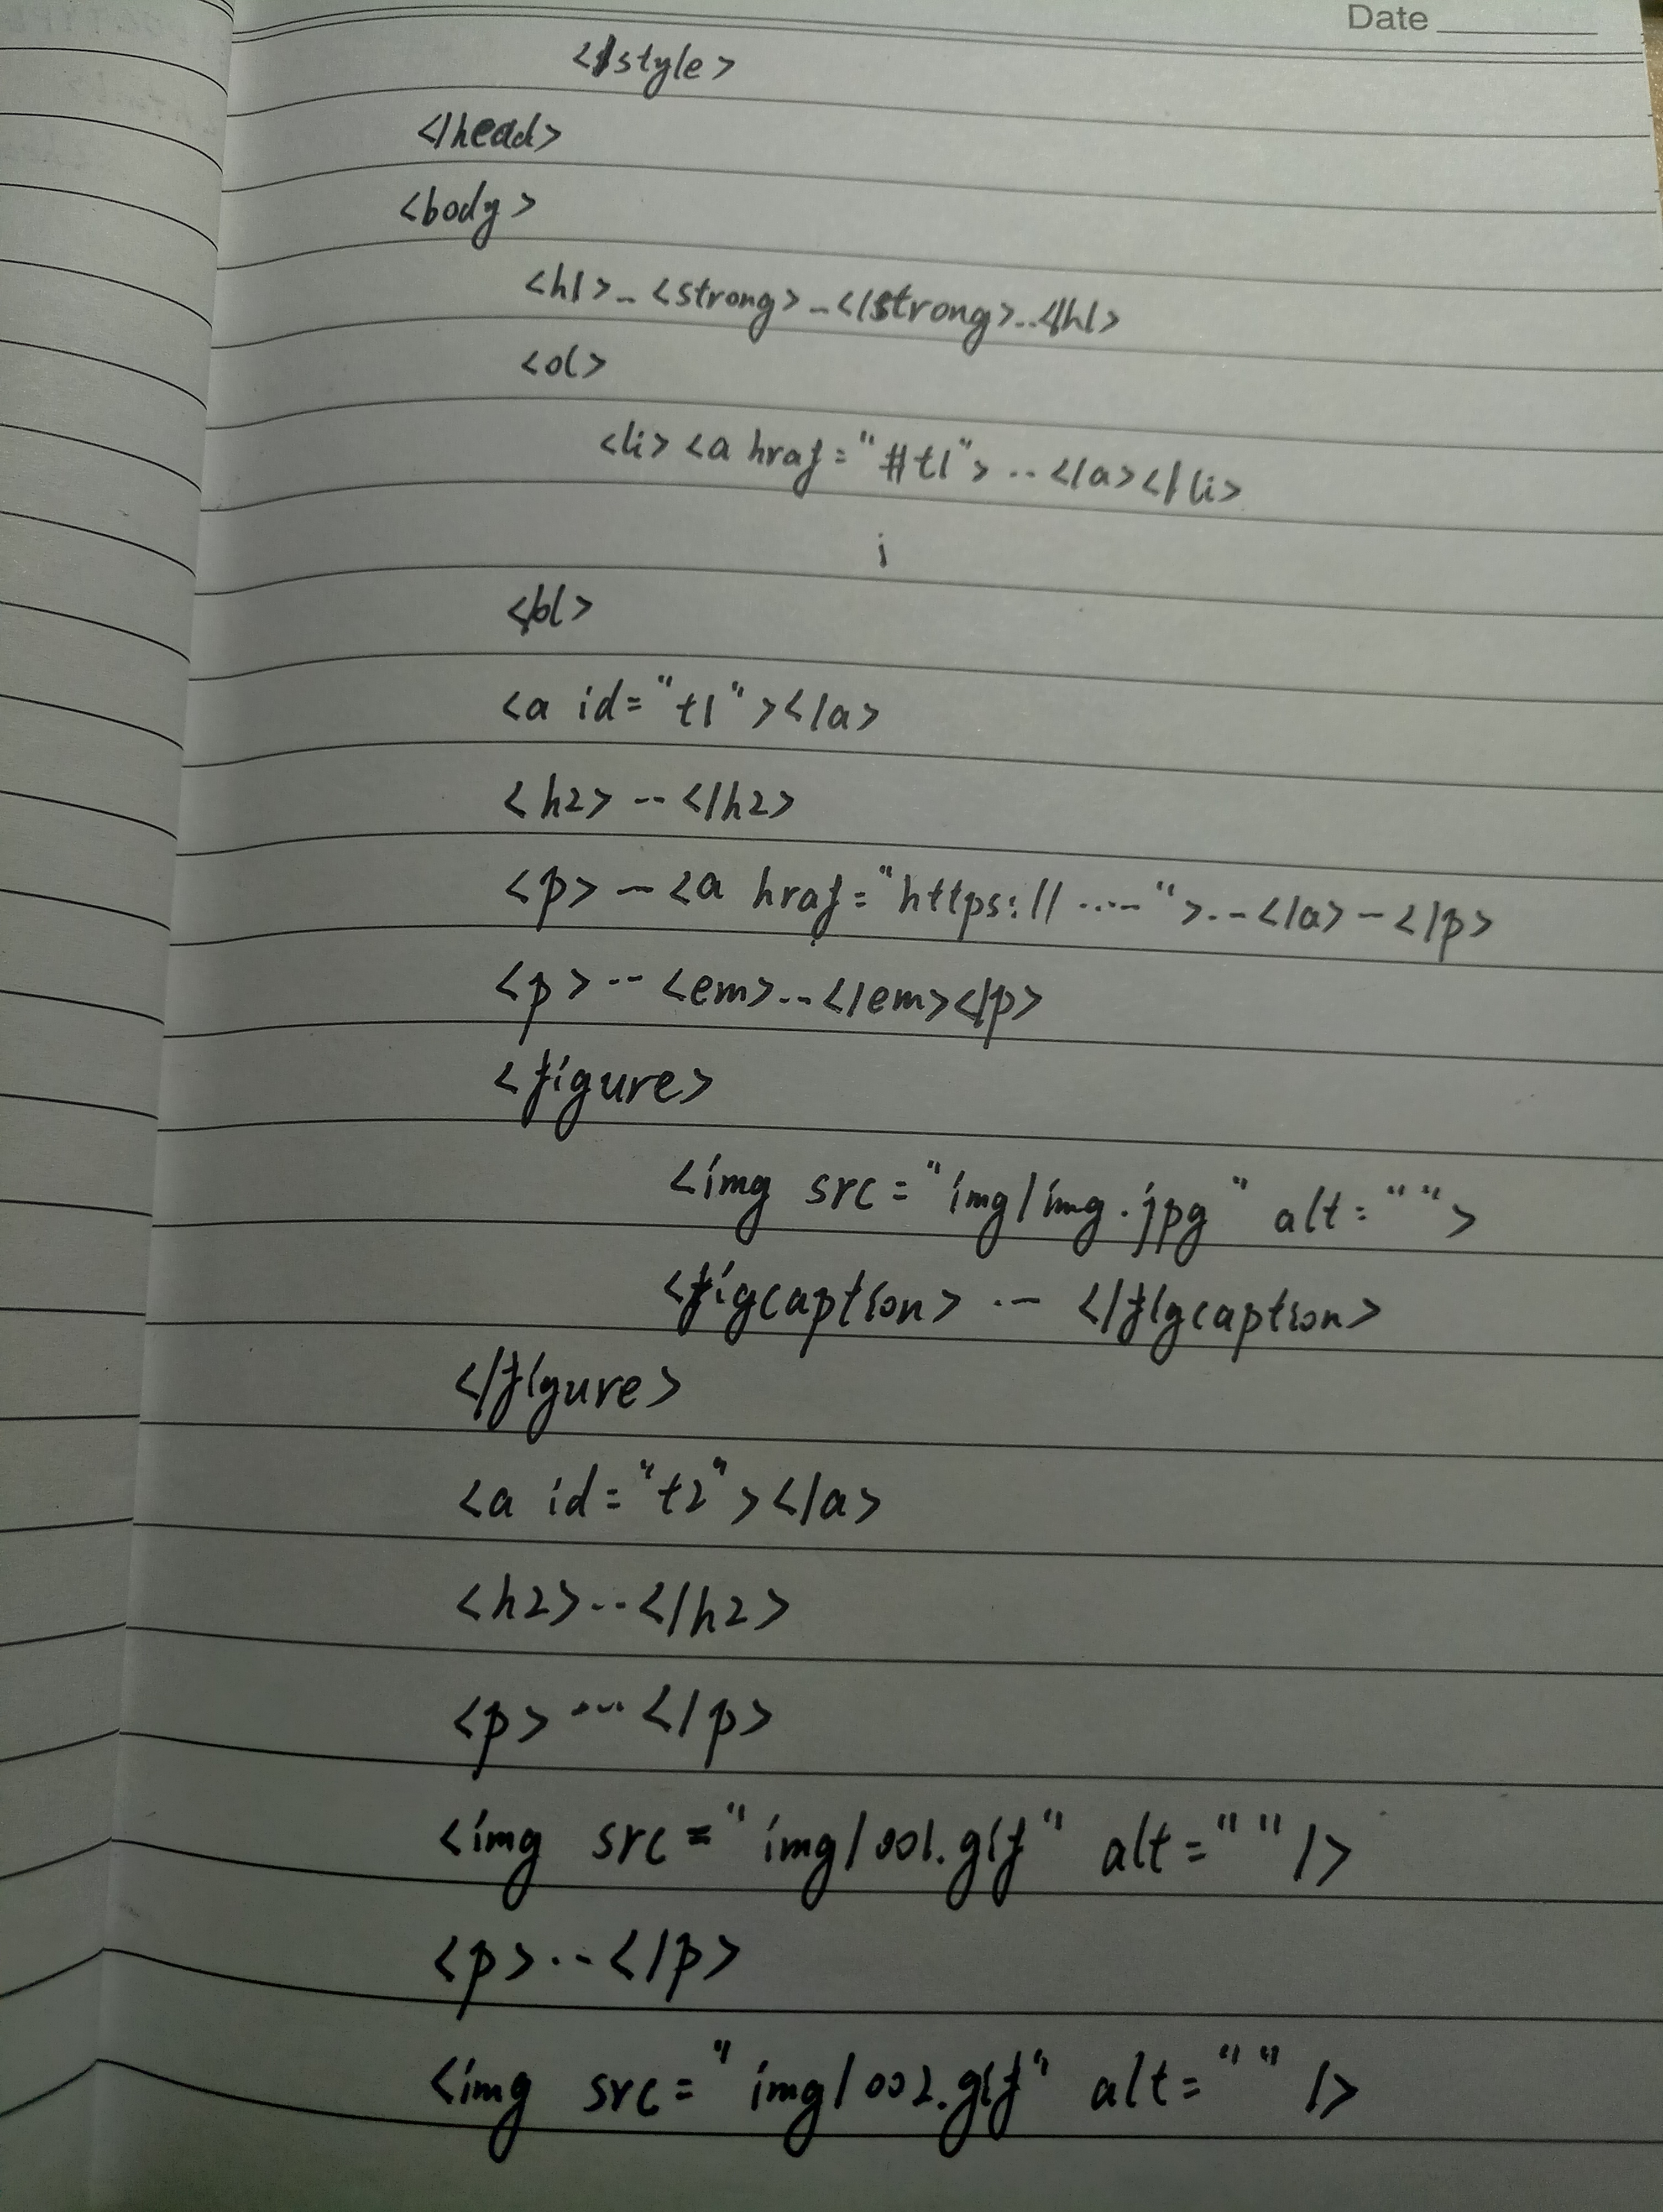 Date
</style>
</head>
<body>
<h1>..<strong>..</strong>..</h1>
<ol>
<li><a hraf="#t1">..</a></li>
⋮
</ol>
<a id="t1"></a>
<h2>..</h2>
<p>..<a hraf="https://....">..</a>..</p>
<p>..<em>..</em></p>
<figure>
<img src="img/img.jpg" alt="">
<figcaption>..</figcaption>
</figure>
<a id="t2"></a>
<h2>..</h2>
<p>...</p>
<img src="img/001.gif" alt=""/>
<p>..</p>
<img src="img/002.gif" alt=""/>